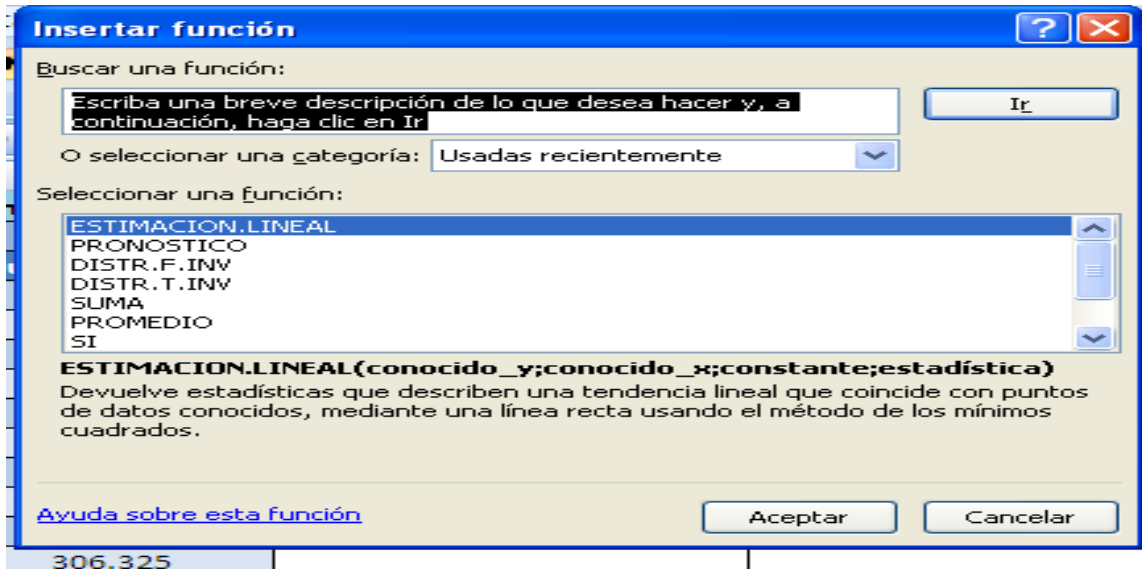 Insertar función
Buscar una función:
Escriba una breve descripción de lo que desea hacer y, a
continuación, haga clic en Ir
Ir
O seleccionar una categoría: Usadas recientemente
Seleccionar una función:
ESTIMACION.LINEAL
PRONOSTICO
DISTR.F.INV
DISTR.T.INV
SUMA
PROMEDIO
SI
ESTIMACION.LINEAL(conocido_y;conocido_x;constante;estadística)
Devuelve estadísticas que describen una tendencia lineal que coincide con puntos
de datos conocidos, mediante una línea recta usando el método de los mínimos
cuadrados.
Ayuda sobre esta función
Aceptar
Cancelar
306.325